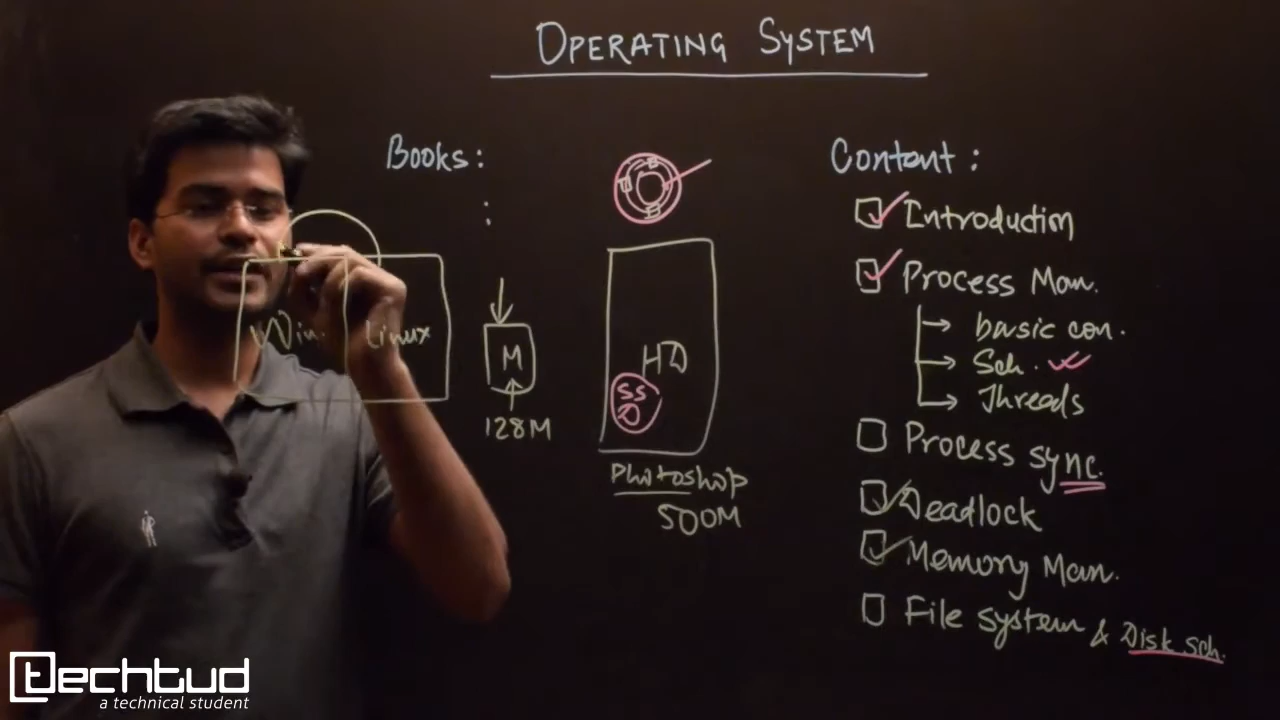 OPERATING SYSTEM
Books:
:
Win.
Linux
M
128M
HD
SS
D
Photoshop
500M
Content:
Introduction
Process Man.
basic con.
Sch.
Threads
Process sync.
Deadlock
Memory Man.
File System & Disk Sch.
techtud
a technical student